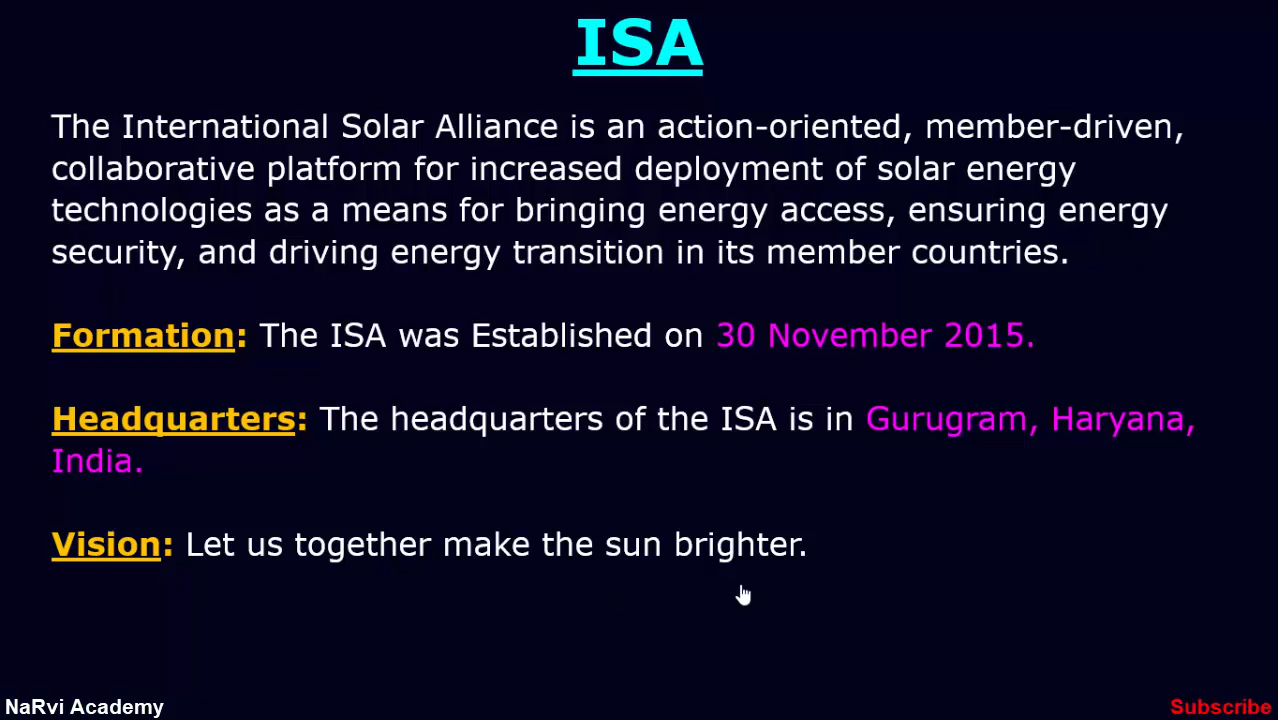 ISA
The International Solar Alliance is an action-oriented, member-driven,
collaborative platform for increased deployment of solar energy
technologies as a means for bringing energy access, ensuring energy
security, and driving energy transition in its member countries.
Formation: The ISA was Established on 30 November 2015.
Headquarters: The headquarters of the ISA is in Gurugram, Haryana,
India.
Vision: Let us together make the sun brighter.
NaRvi Academy
Subscribe